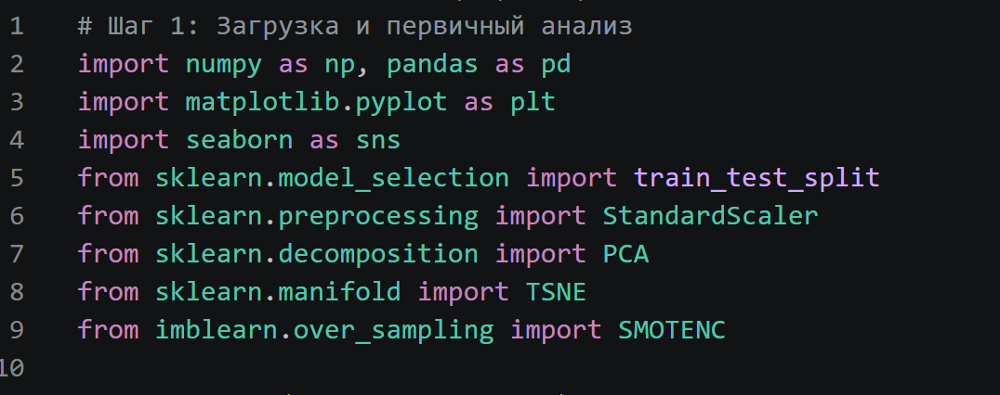 1 # Шаг 1: Загрузка и первичный анализ
2 import numpy as np, pandas as pd
3 import matplotlib.pyplot as plt
4 import seaborn as sns
5 from sklearn.model_selection import train_test_split
6 from sklearn.preprocessing import StandardScaler
7 from sklearn.decomposition import PCA
8 from sklearn.manifold import TSNE
9 from imblearn.over_sampling import SMOTENC
10